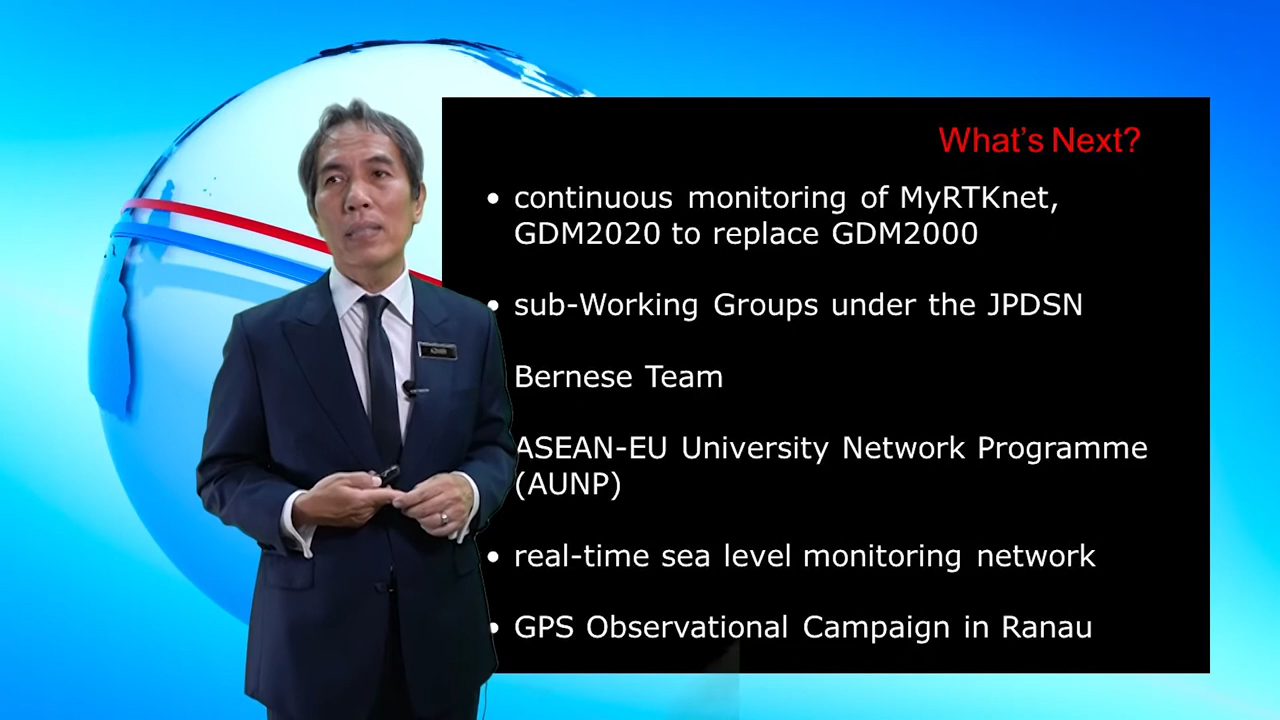 What's Next?
• continuous monitoring of MyRTKnet,
GDM2020 to replace GDM2000
• sub-Working Groups under the JPDSN
Bernese Team
ASEAN-EU University Network Programme
(AUNP)
• real-time sea level monitoring network
• GPS Observational Campaign in Ranau